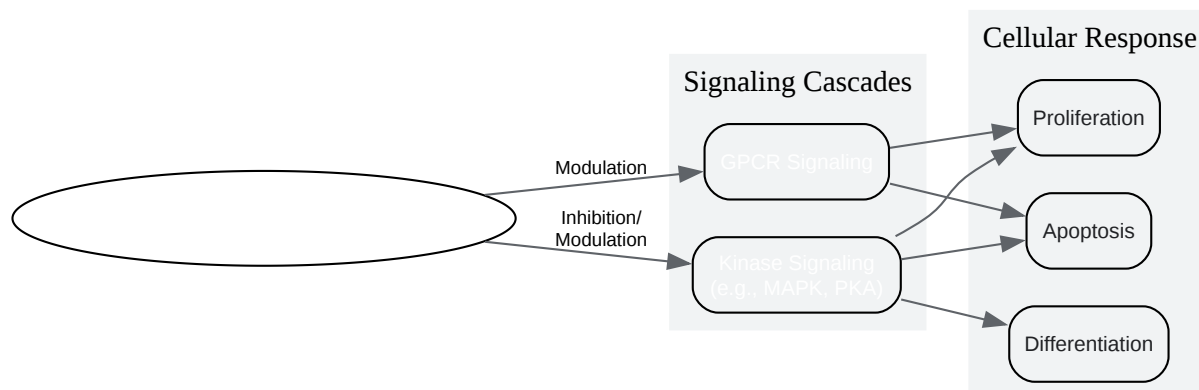 Cellular Response
Signaling Cascades
Proliferation
Modulation
GPCR Signaling
Inhibition/
Modulation
Apoptosis
Kinase Signaling
(e.g., MAPK, PKA)
Differentiation